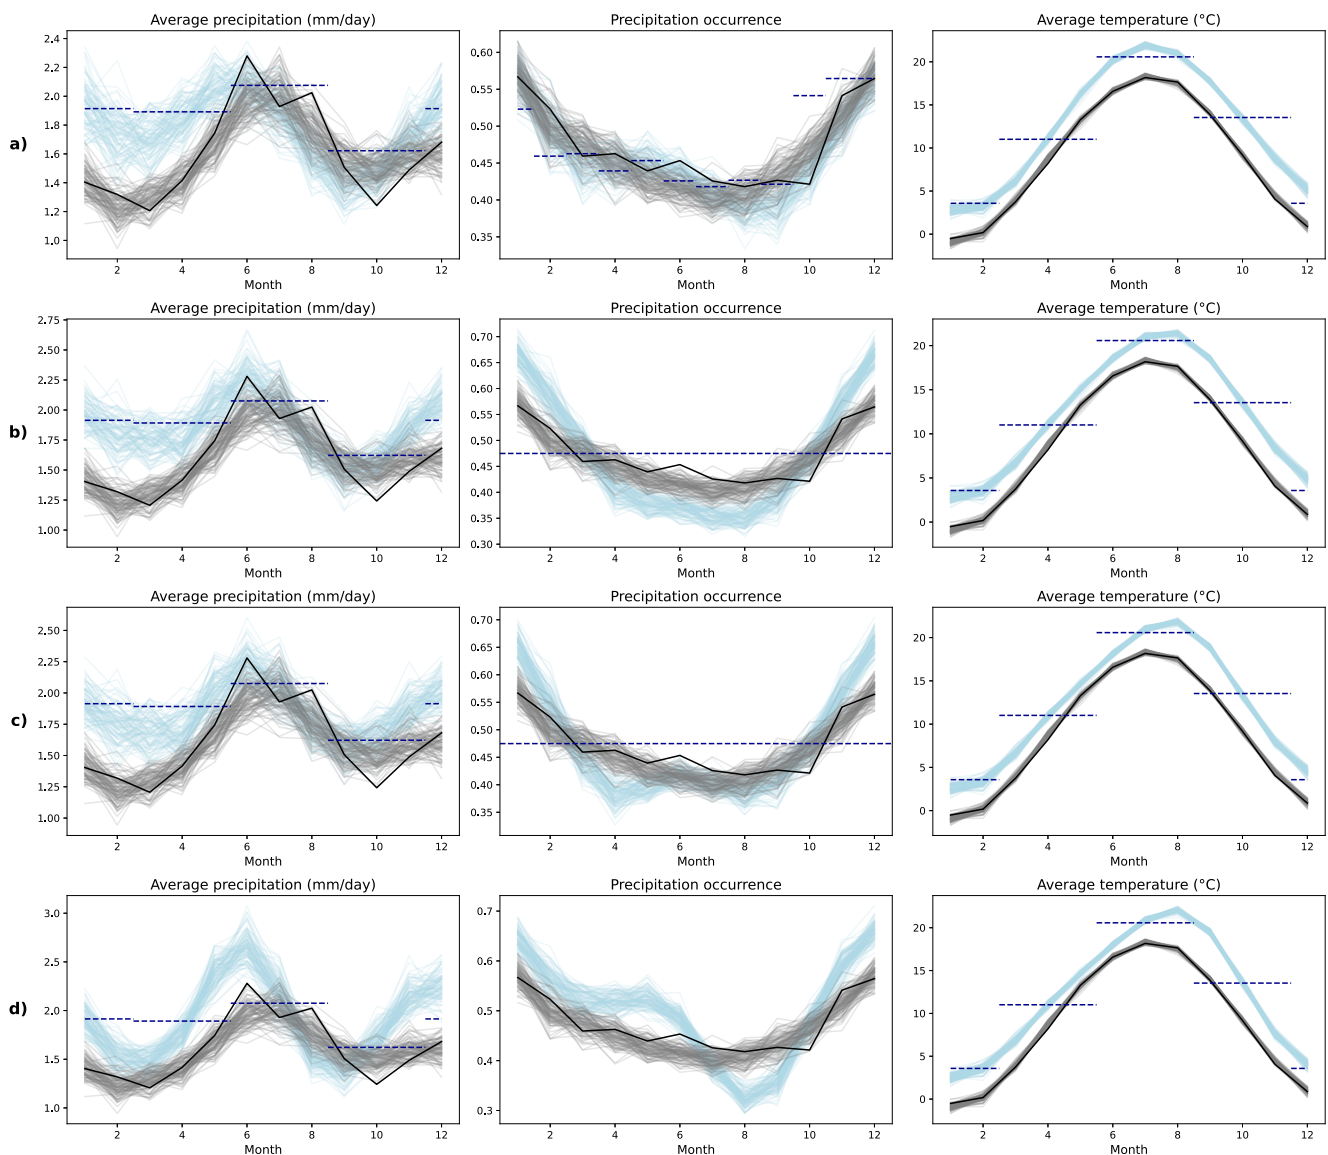 Average precipitation (mm/day) Precipitation occurrence Average temperature (°C)
a)
2.4 2.2 2.0 1.8 1.6 1.4 1.2 1.0
0.60 0.55 0.50 0.45 0.40 0.35
20 15 10 5 0
2 4 6 8 10 12 2 4 6 8 10 12 2 4 6 8 10 12
Month Month Month
Average precipitation (mm/day) Precipitation occurrence Average temperature (°C)
b)
2.75 2.50 2.25 2.00 1.75 1.50 1.25 1.00
0.70 0.65 0.60 0.55 0.50 0.45 0.40 0.35 0.30
20 15 10 5 0
2 4 6 8 10 12 2 4 6 8 10 12 2 4 6 8 10 12
Month Month Month
Average precipitation (mm/day) Precipitation occurrence Average temperature (°C)
c)
2.50 2.25 2.00 1.75 1.50 1.25 1.00
0.70 0.65 0.60 0.55 0.50 0.45 0.40 0.35
20 15 10 5 0
2 4 6 8 10 12 2 4 6 8 10 12 2 4 6 8 10 12
Month Month Month
Average precipitation (mm/day) Precipitation occurrence Average temperature (°C)
d)
3.0 2.5 2.0 1.5 1.0
0.7 0.6 0.5 0.4 0.3
20 15 10 5 0
2 4 6 8 10 12 2 4 6 8 10 12 2 4 6 8 10 12
Month Month Month